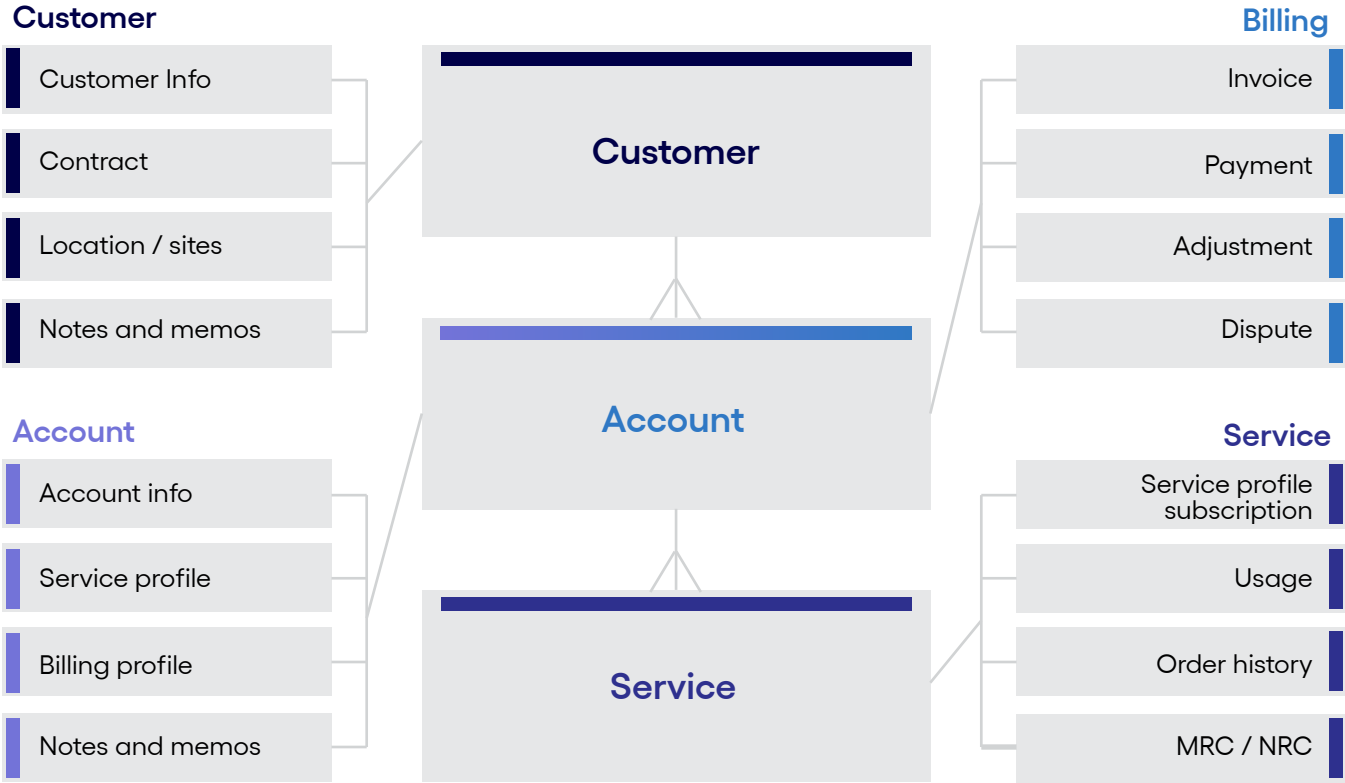 Customer
Customer Info
Contract
Location / sites
Notes and memos
Account
Account info
Service profile
Billing profile
Notes and memos
Customer
Account
Service
Billing
Invoice
Payment
Adjustment
Dispute
Service
Service profile
subscription
Usage
Order history
MRC / NRC